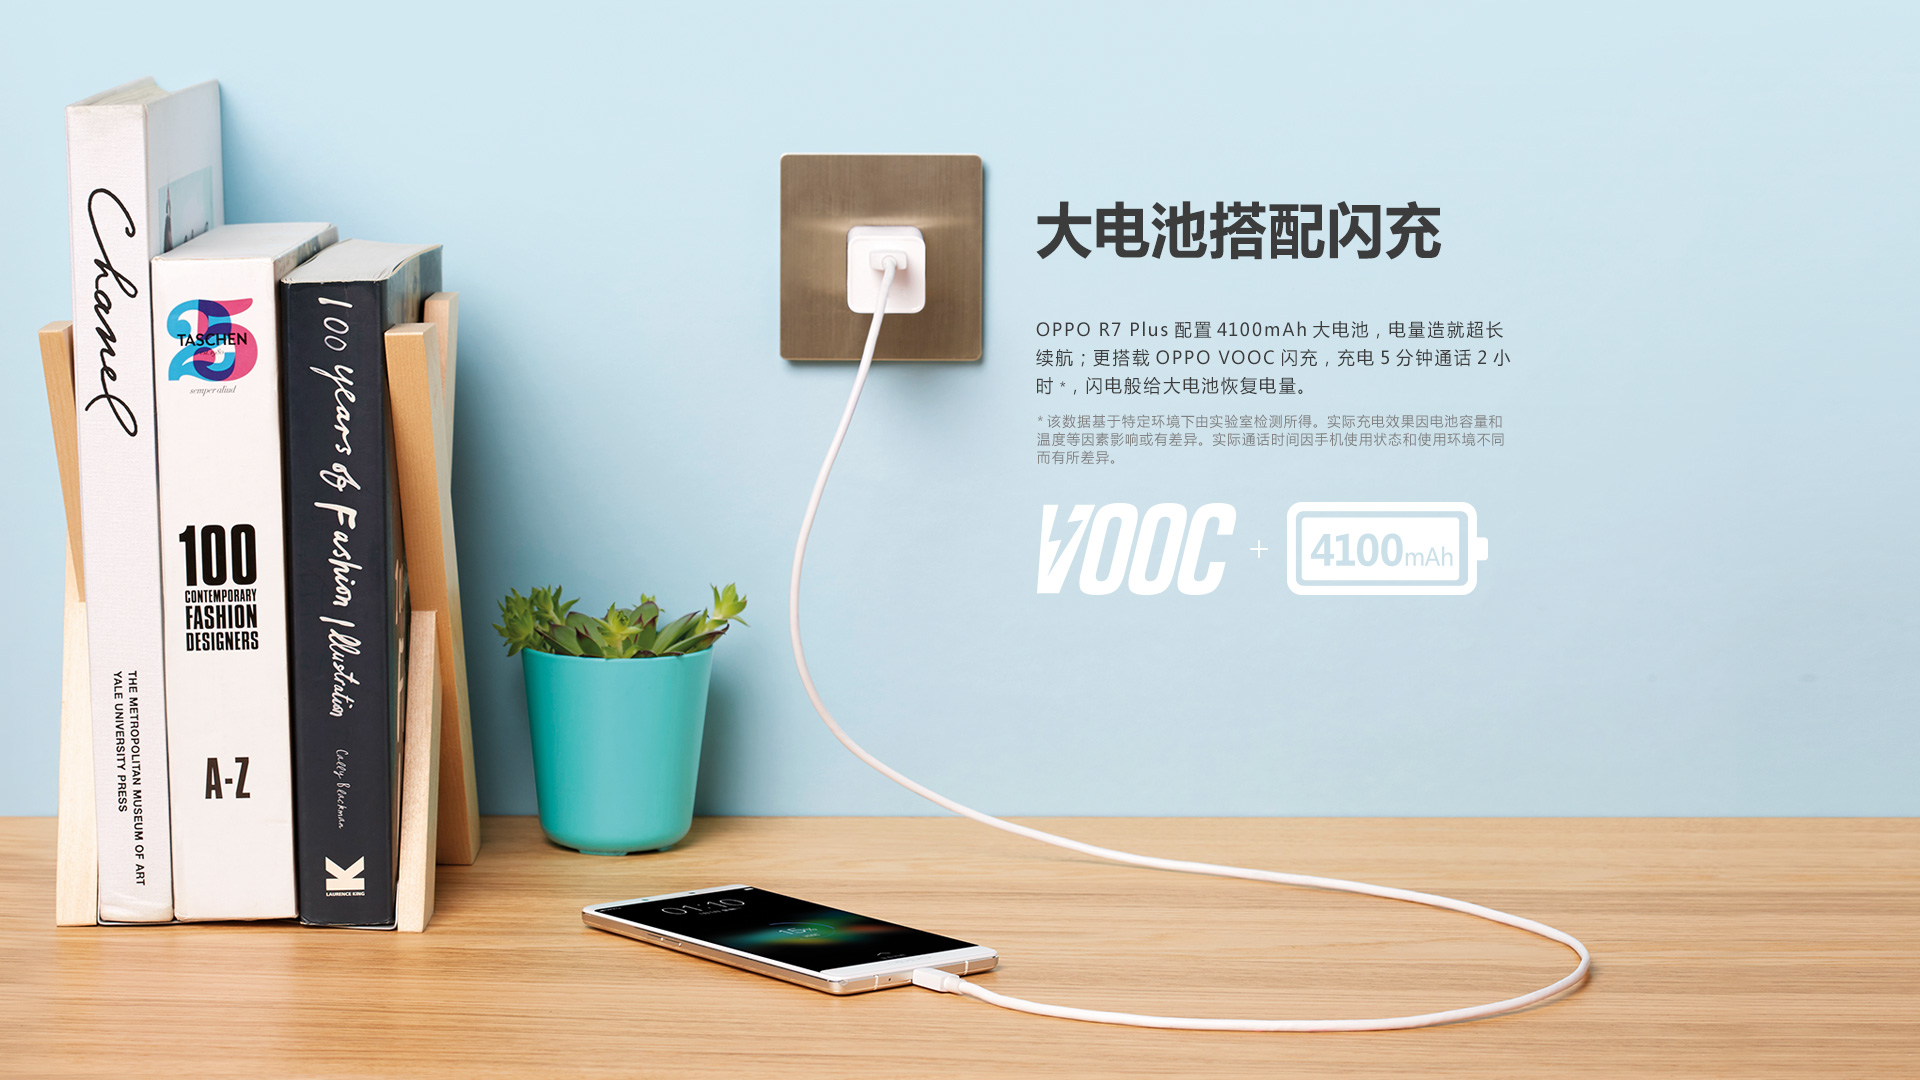 Chanel
THE METROPOLITAN MUSEUM OF ART
YALE UNIVERSITY PRESS
25
TASCHEN
semper aliud
100
CONTEMPORARY
FASHION
DESIGNERS
A-Z
100 years of Fashion Illustration
Cally Blackman
K
LAURENCE KING
大电池搭配闪充
OPPO R7 Plus 配置 4100mAh 大电池，电量造就超长
续航；更搭载 OPPO VOOC 闪充，充电 5 分钟通话 2 小
时 *，闪电般给大电池恢复电量。
* 该数据基于特定环境下由实验室检测所得。实际充电效果因电池容量和
温度等因素影响或有差异。实际通话时间因手机使用状态和使用环境不同
而有所差异。
VOOC + 4100mAh
01:10
15%